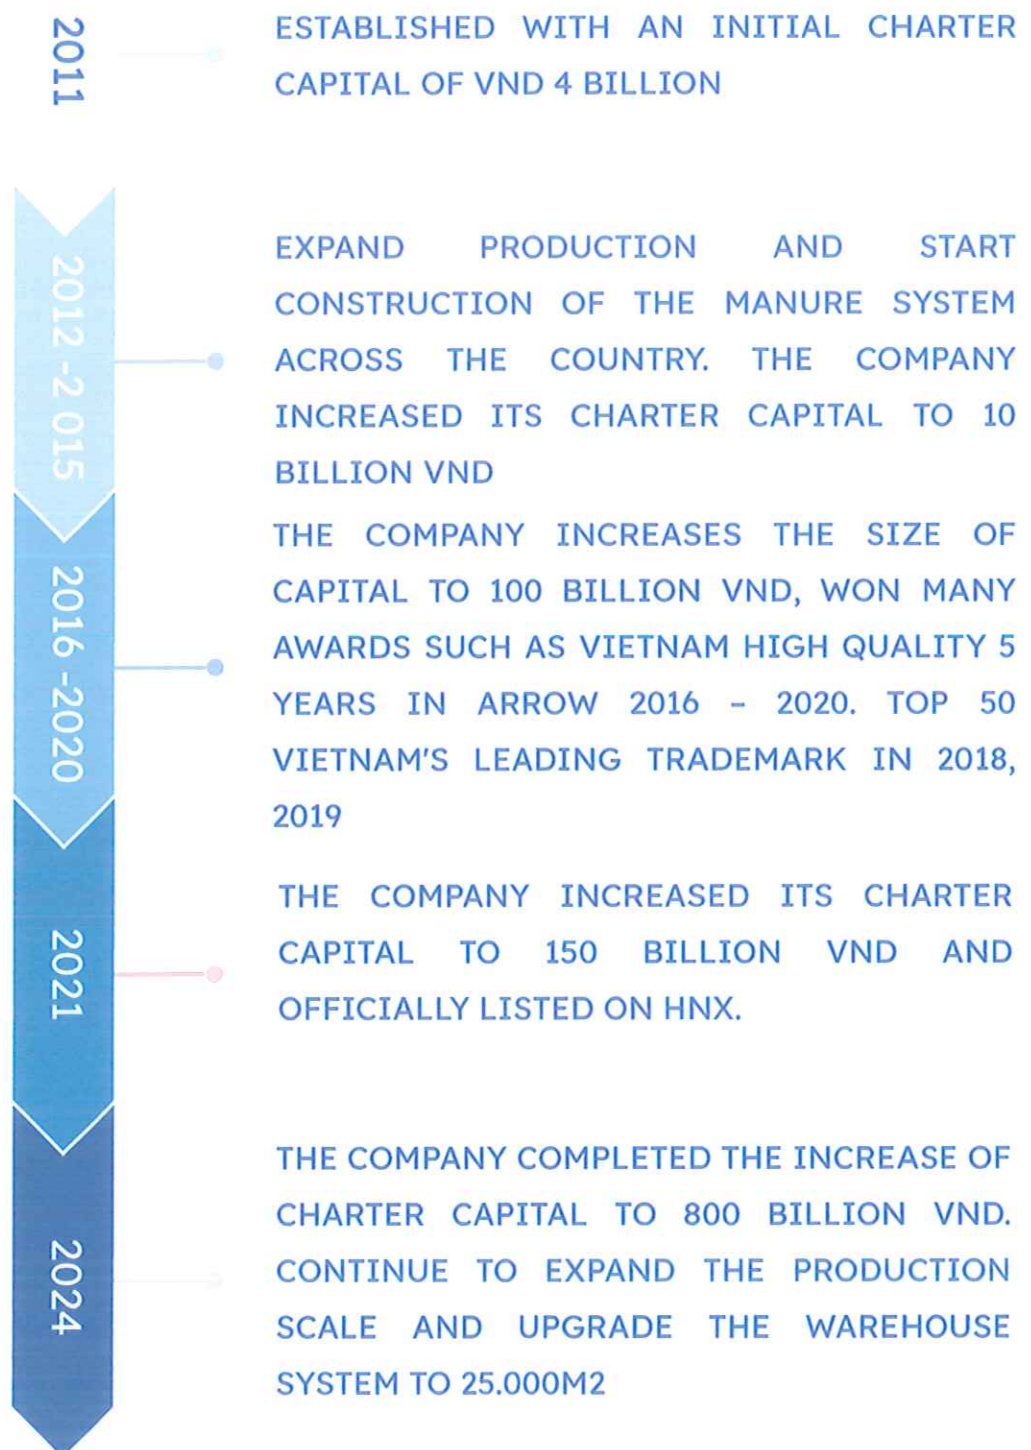 2011
ESTABLISHED WITH AN INITIAL CHARTER
CAPITAL OF VND 4 BILLION
2012 -2 015
EXPAND PRODUCTION AND START
CONSTRUCTION OF THE MANURE SYSTEM
ACROSS THE COUNTRY. THE COMPANY
INCREASED ITS CHARTER CAPITAL TO 10
BILLION VND
2016 -2020
THE COMPANY INCREASES THE SIZE OF
CAPITAL TO 100 BILLION VND, WON MANY
AWARDS SUCH AS VIETNAM HIGH QUALITY 5
YEARS IN ARROW 2016 – 2020. TOP 50
VIETNAM'S LEADING TRADEMARK IN 2018,
2019
2021
THE COMPANY INCREASED ITS CHARTER
CAPITAL TO 150 BILLION VND AND
OFFICIALLY LISTED ON HNX.
2024
THE COMPANY COMPLETED THE INCREASE OF
CHARTER CAPITAL TO 800 BILLION VND.
CONTINUE TO EXPAND THE PRODUCTION
SCALE AND UPGRADE THE WAREHOUSE
SYSTEM TO 25.000M2